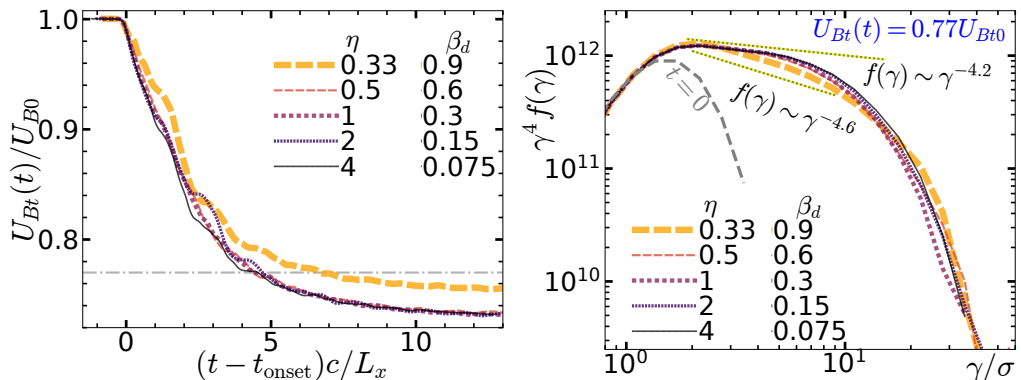 1.0
0.9
0.8
U_{Bt}(t)/U_{B0}
η β_d
0.33 0.9
0.5 0.6
1 0.3
2 0.15
4 0.075
0 5 10
(t − t_{onset})c/L_x
U_{Bt}(t) = 0.77U_{Bt0}
10^{12}
10^{11}
10^{10}
γ^4 f(γ)
t=0
f(γ) ∼ γ^{−4.2}
f(γ) ∼ γ^{−4.6}
η β_d
0.33 0.9
0.5 0.6
1 0.3
2 0.15
4 0.075
10^0 10^1 γ/σ